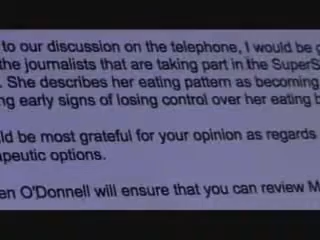 to our discussion on the telephone, I would be
the journalists that are taking part in the SuperS
. She describes her eating pattern as becoming
ng early signs of losing control over her eating
ld be most grateful for your opinion as regards
apeutic options.
en O'Donnell will ensure that you can review M